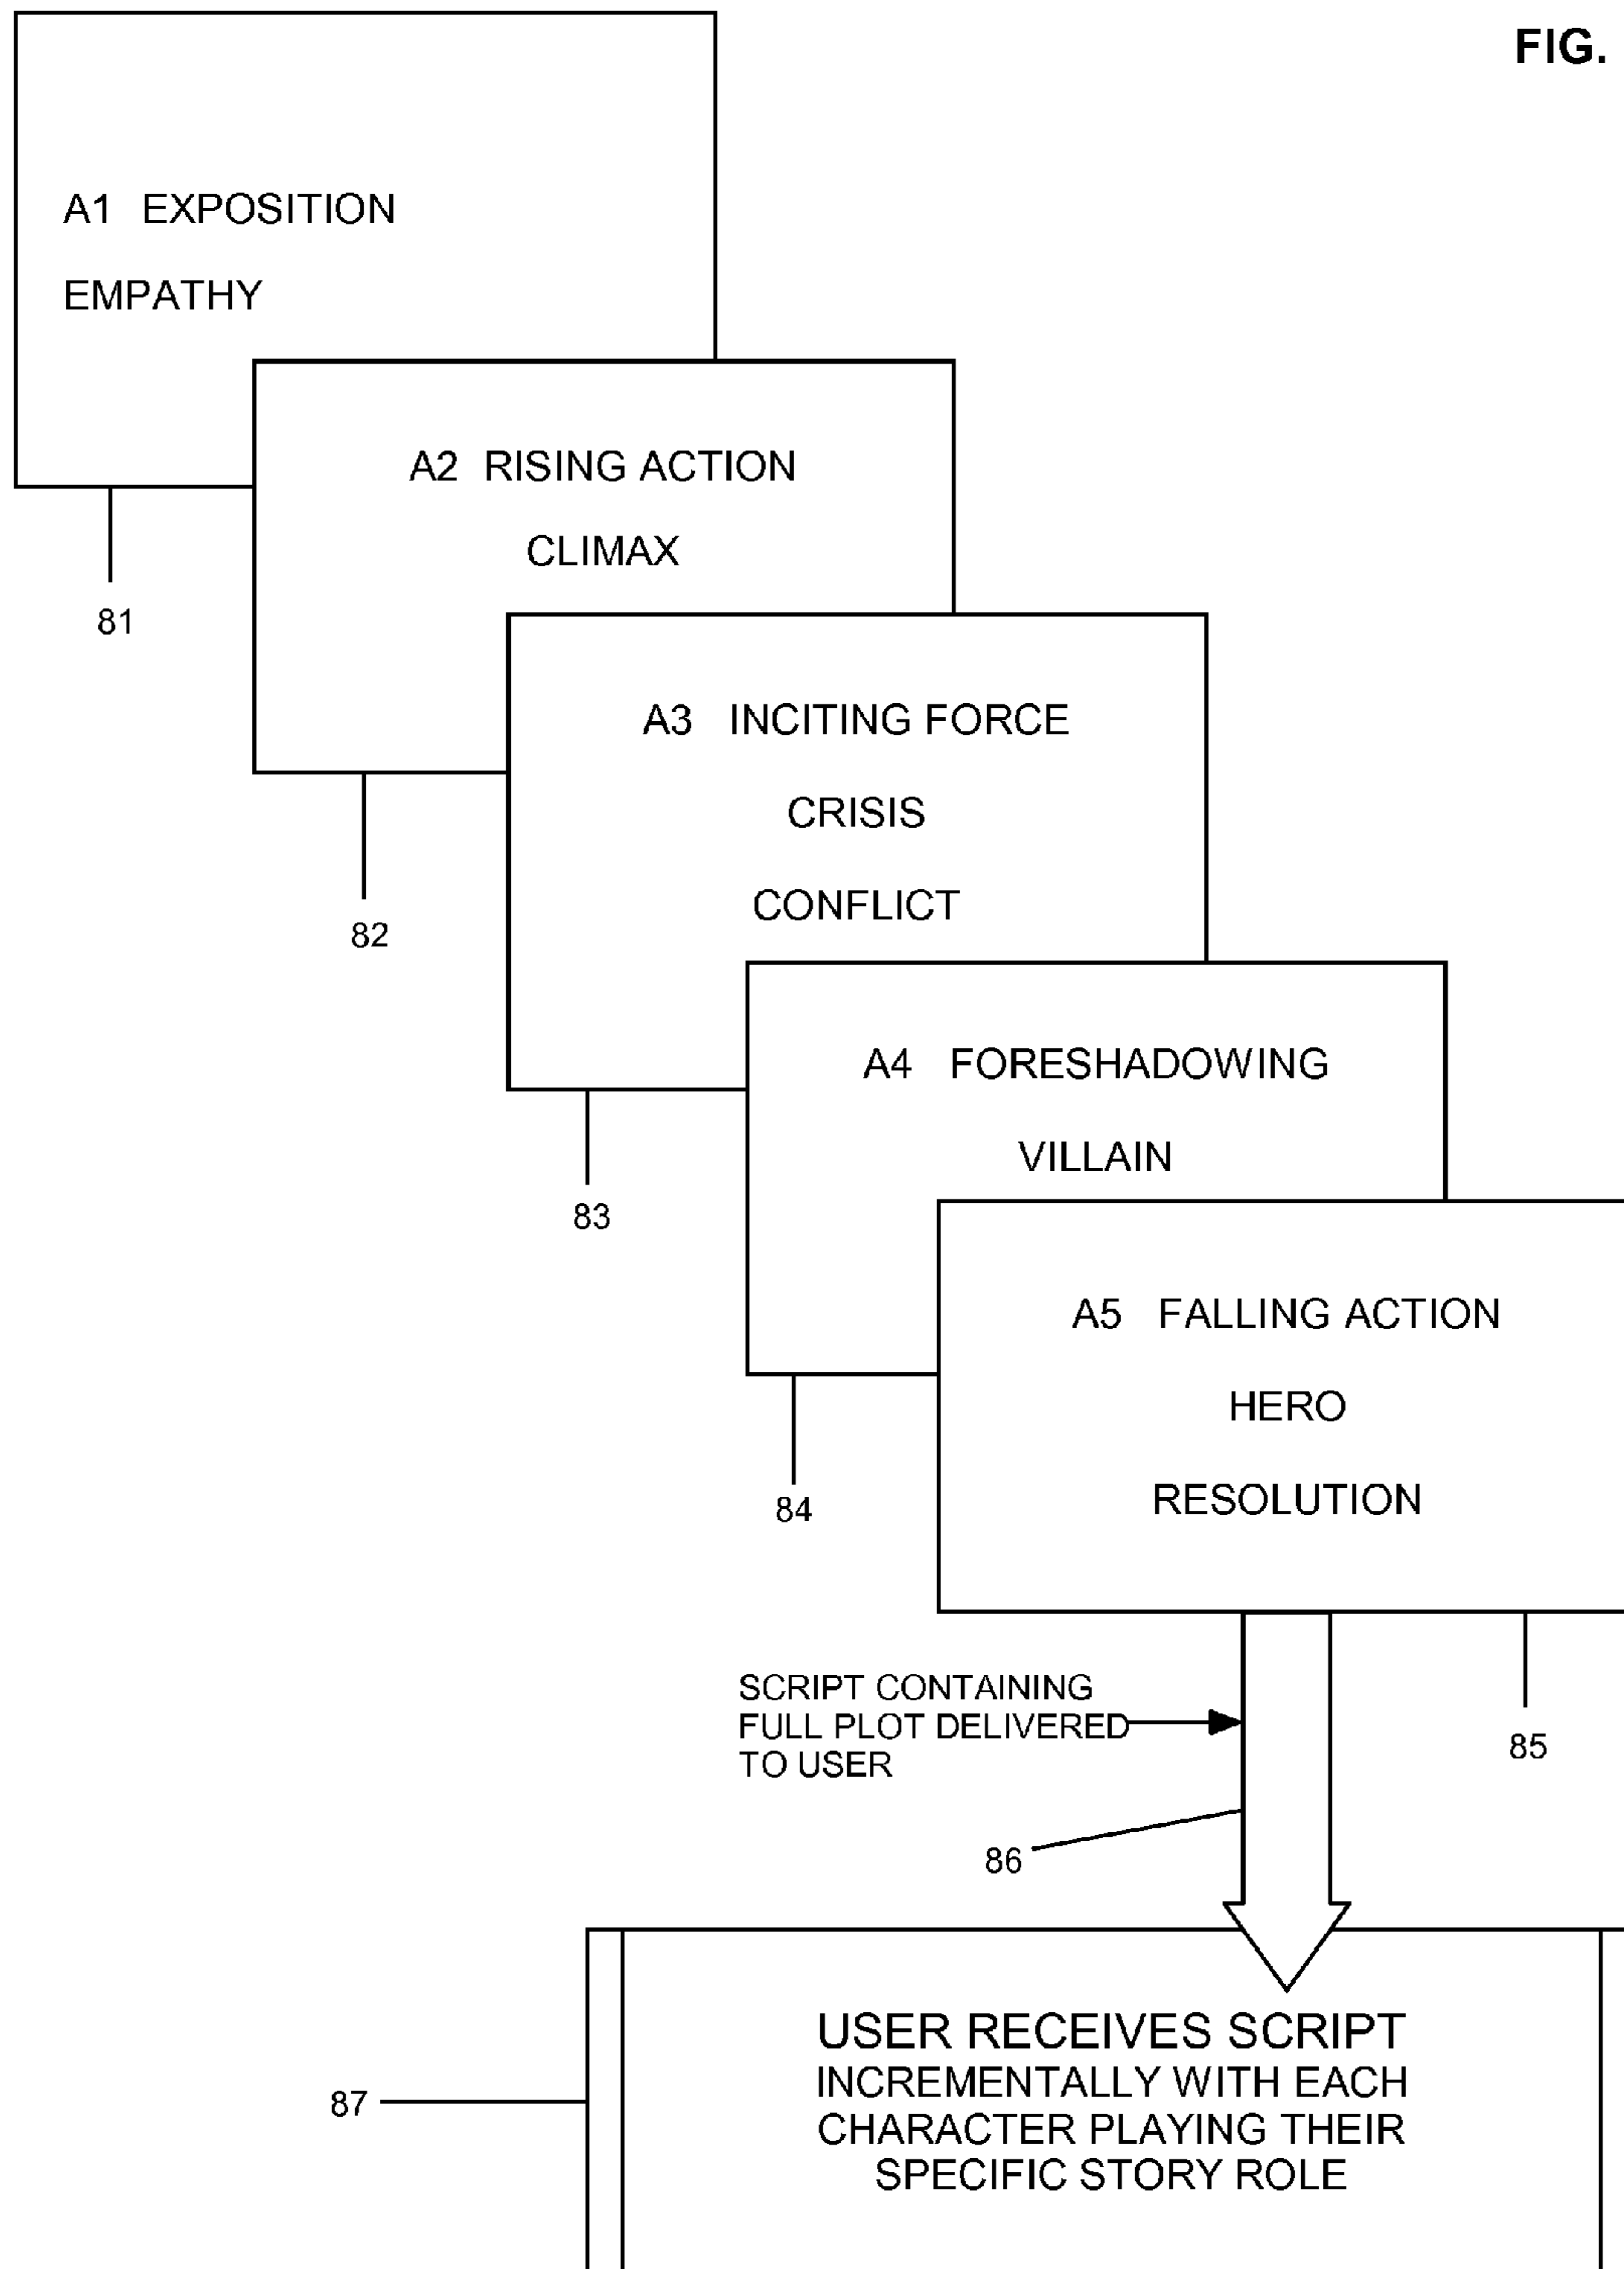 FIG.
A1 EXPOSITION
EMPATHY
A2 RISING ACTION
CLIMAX
81
A3 INCITING FORCE
CRISIS
CONFLICT
82
A4 FORESHADOWING
VILLAIN
83
A5 FALLING ACTION
HERO
RESOLUTION
84
SCRIPT CONTAINING
FULL PLOT DELIVERED
TO USER
85
86
USER RECEIVES SCRIPT
INCREMENTALLY WITH EACH
CHARACTER PLAYING THEIR
SPECIFIC STORY ROLE
87